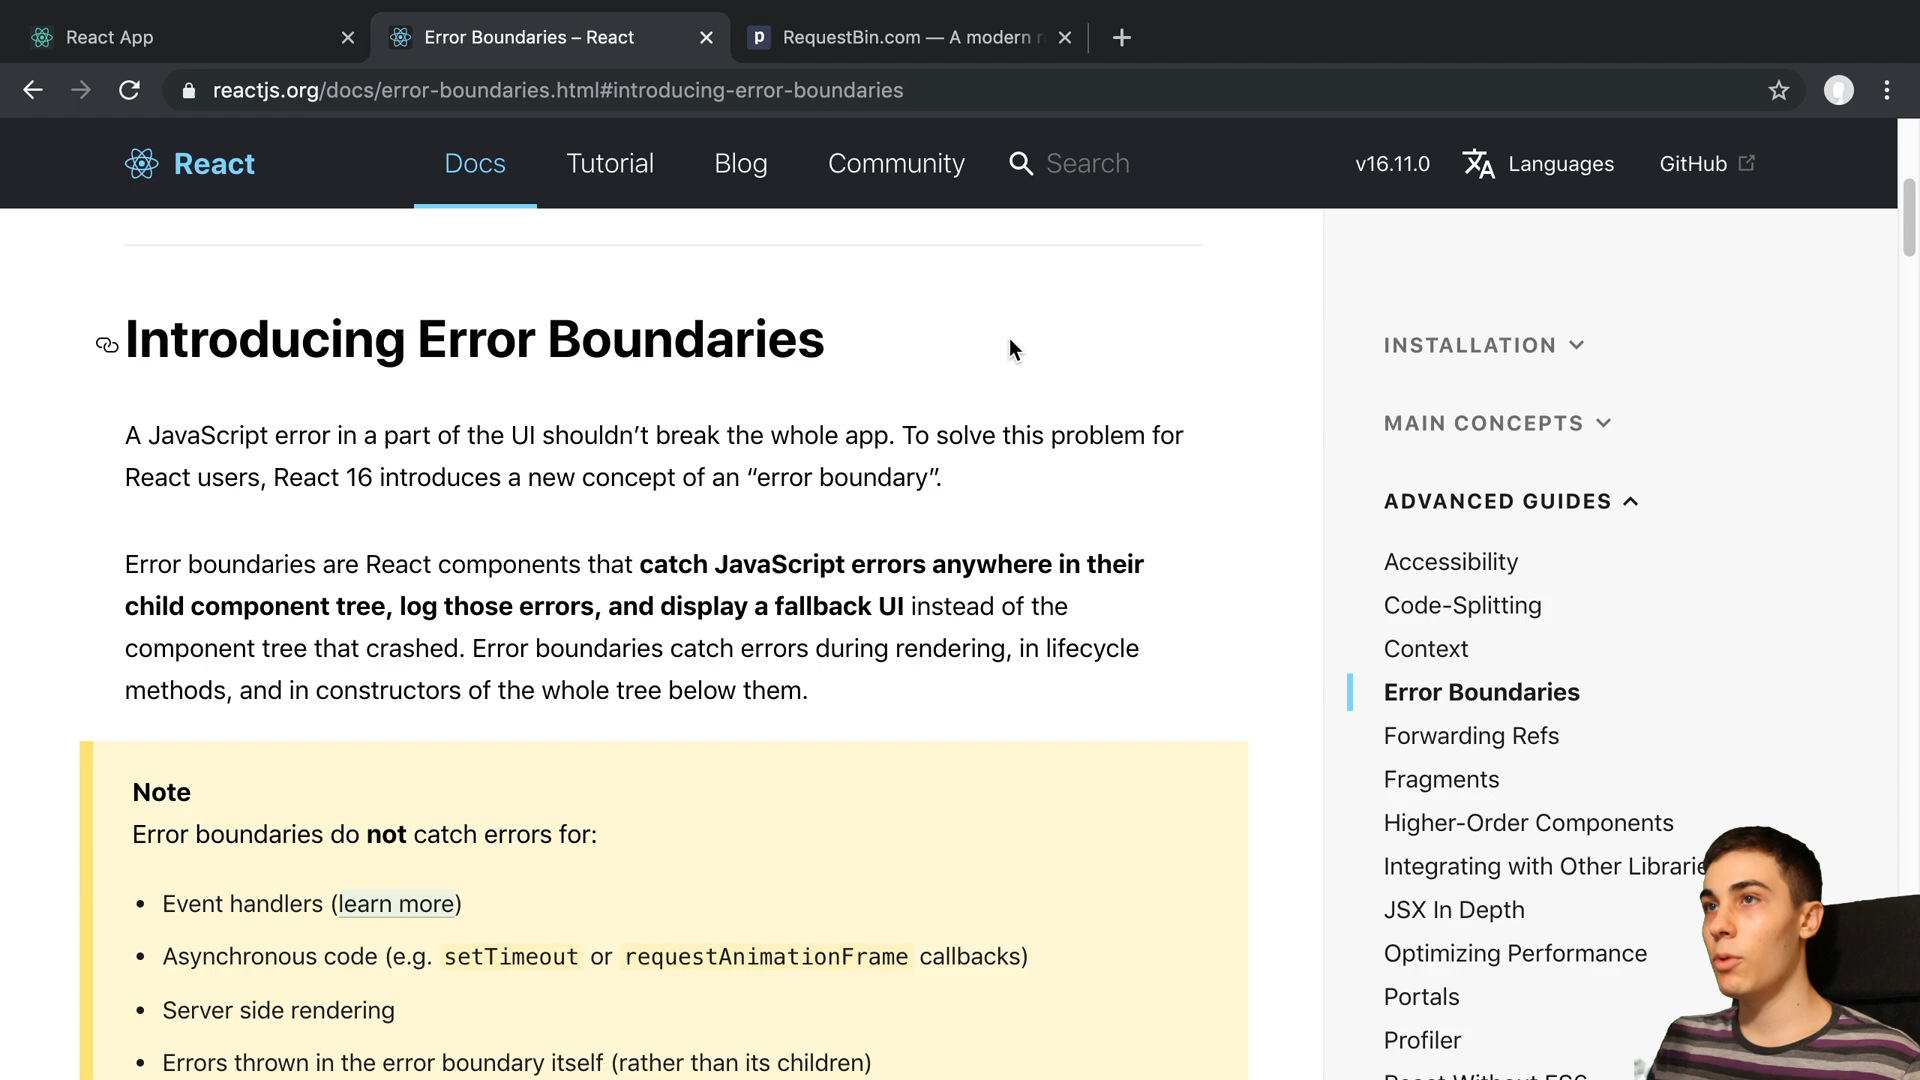 React App
Error Boundaries – React
RequestBin.com — A modern
reactjs.org/docs/error-boundaries.html#introducing-error-boundaries
React
Docs
Tutorial
Blog
Community
Search
v16.11.0
Languages
GitHub
Introducing Error Boundaries
A JavaScript error in a part of the UI shouldn’t break the whole app. To solve this problem for
React users, React 16 introduces a new concept of an “error boundary”.
Error boundaries are React components that catch JavaScript errors anywhere in their
child component tree, log those errors, and display a fallback UI instead of the
component tree that crashed. Error boundaries catch errors during rendering, in lifecycle
methods, and in constructors of the whole tree below them.
Note
Error boundaries do not catch errors for:
• Event handlers (learn more)
• Asynchronous code (e.g. setTimeout or requestAnimationFrame callbacks)
• Server side rendering
• Errors thrown in the error boundary itself (rather than its children)
INSTALLATION
MAIN CONCEPTS
ADVANCED GUIDES
Accessibility
Code-Splitting
Context
Error Boundaries
Forwarding Refs
Fragments
Higher-Order Components
Integrating with Other Librarie
JSX In Depth
Optimizing Performance
Portals
Profiler